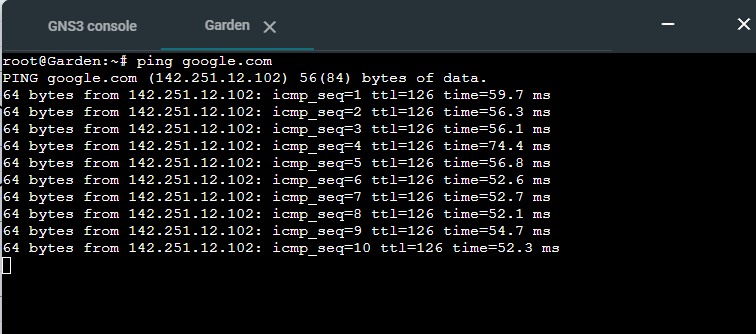 GNS3 console Garden
root@Garden:~# ping google.com
PING google.com (142.251.12.102) 56(84) bytes of data.
64 bytes from 142.251.12.102: icmp_seq=1 ttl=126 time=59.7 ms
64 bytes from 142.251.12.102: icmp_seq=2 ttl=126 time=56.3 ms
64 bytes from 142.251.12.102: icmp_seq=3 ttl=126 time=56.1 ms
64 bytes from 142.251.12.102: icmp_seq=4 ttl=126 time=74.4 ms
64 bytes from 142.251.12.102: icmp_seq=5 ttl=126 time=56.8 ms
64 bytes from 142.251.12.102: icmp_seq=6 ttl=126 time=52.6 ms
64 bytes from 142.251.12.102: icmp_seq=7 ttl=126 time=52.7 ms
64 bytes from 142.251.12.102: icmp_seq=8 ttl=126 time=52.1 ms
64 bytes from 142.251.12.102: icmp_seq=9 ttl=126 time=54.7 ms
64 bytes from 142.251.12.102: icmp_seq=10 ttl=126 time=52.3 ms